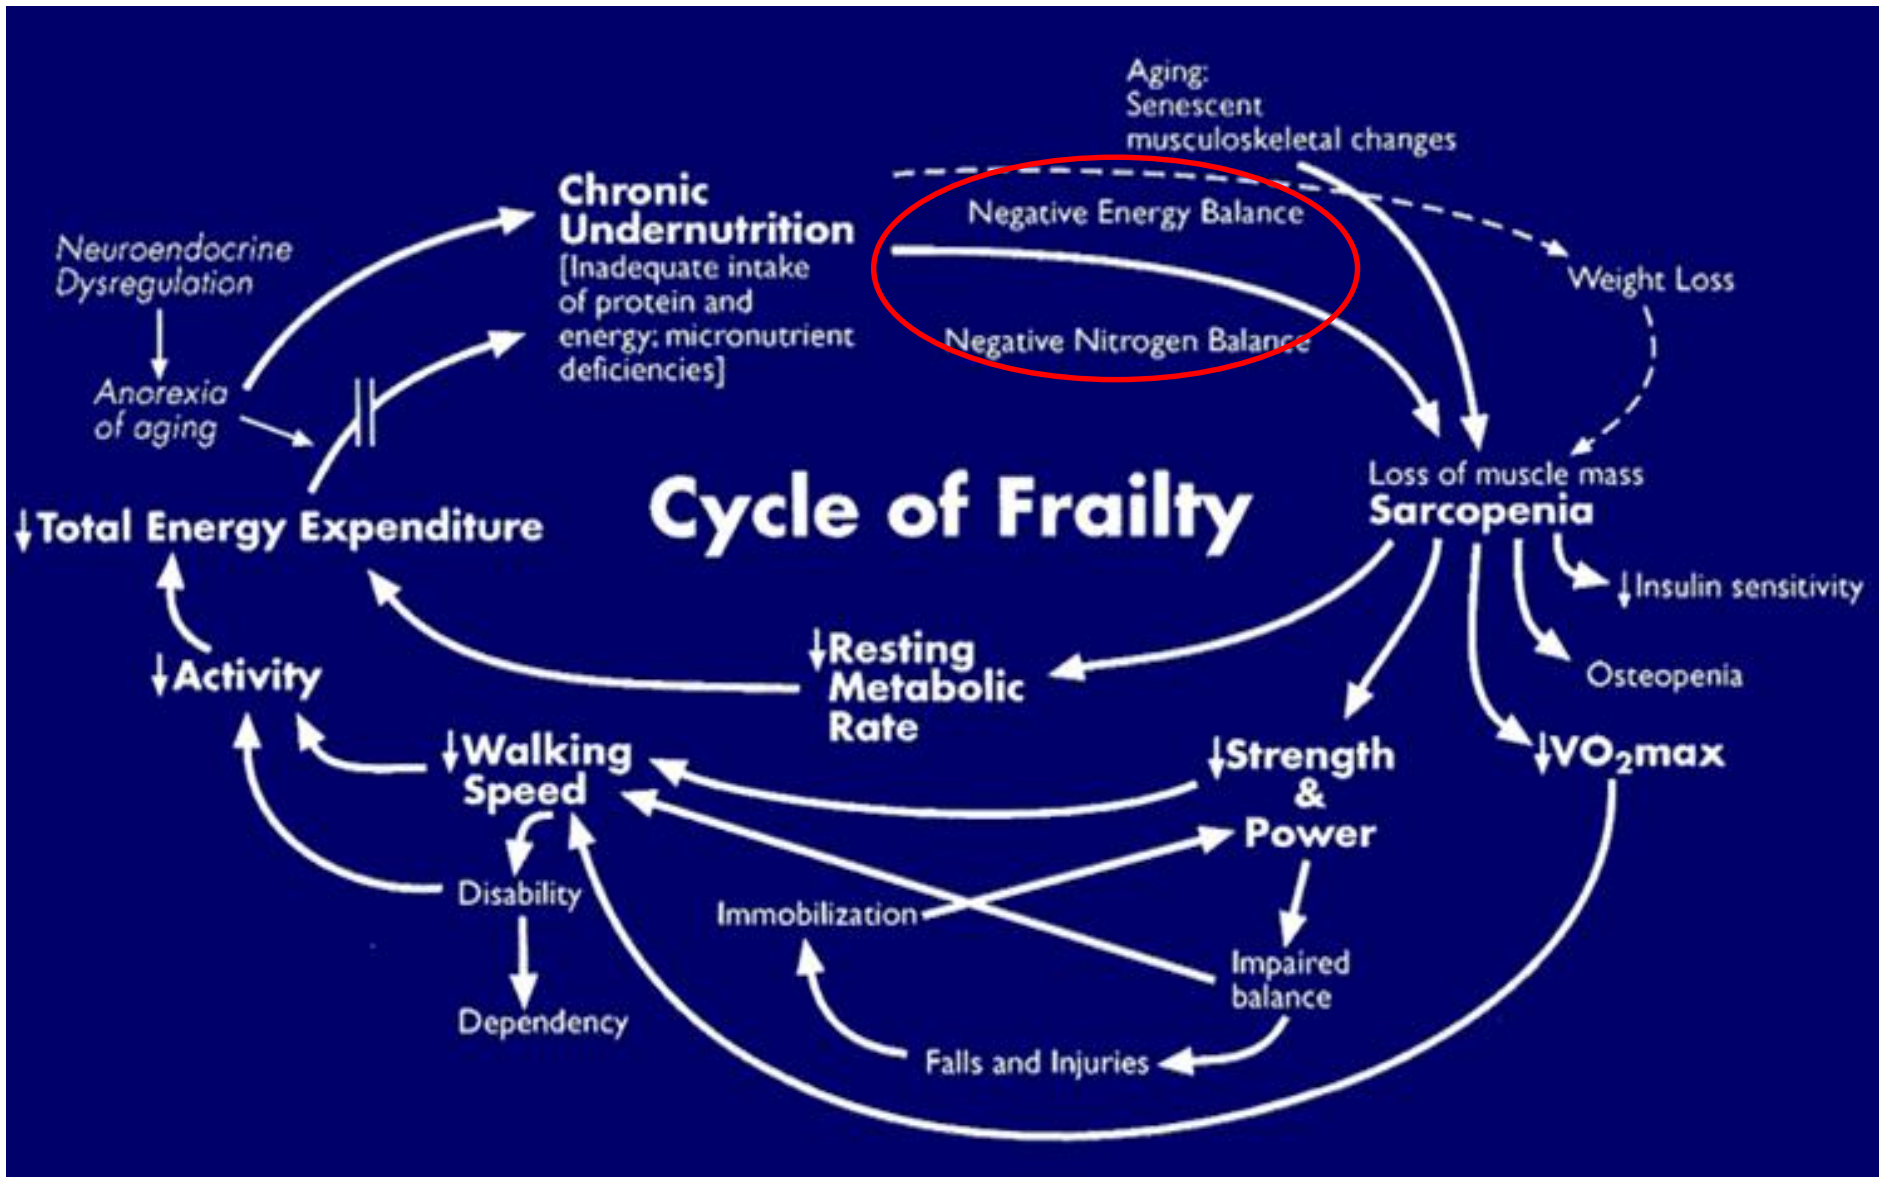 Aging:
Senescent
musculoskeletal changes
Chronic
Undernutrition
[Inadequate intake
of protein and
energy: micronutrient
deficiencies]
Negative Energy Balance
Negative Nitrogen Balance
Neuroendocrine
Dysregulation
Weight Loss
Anorexia
of aging
Cycle of Frailty
Loss of muscle mass
Sarcopenia
↓Total Energy Expenditure
↓Insulin sensitivity
↓Resting
Metabolic
Rate
↓Activity
Osteopenia
↓Walking
Speed
↓Strength
&
Power
↓VO₂max
Disability
Immobilization
Impaired
balance
Dependency
Falls and Injuries